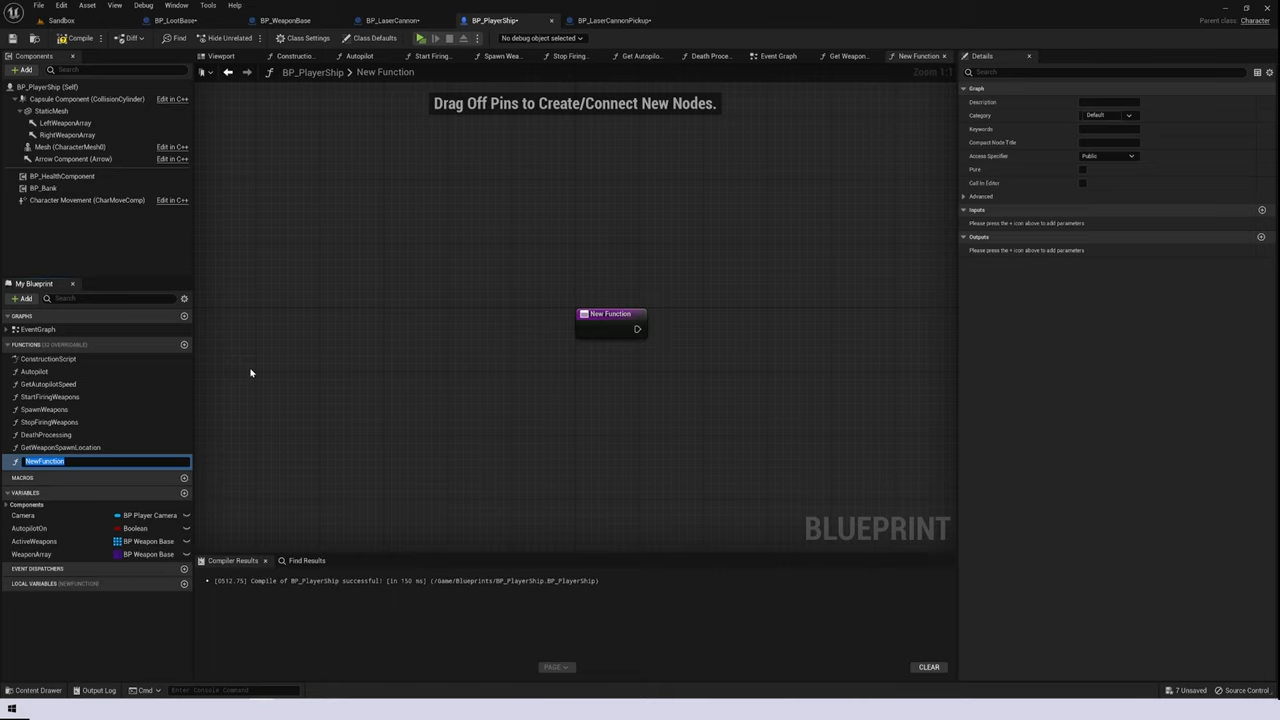 File Edit Asset View Debug Window Tools Help
Sandbox BP_LootBase• BP_WeaponBase BP_LaserCannon• BP_PlayerShip• BP_LaserCannonPickup• Parent class: Character
Compile Diff Find Hide Unrelated Class Settings Class Defaults No debug object selected
Components
Viewport Constructio... Autopilot Start Firing... Spawn Wea... Stop Firing... Get Autopilo... Death Proce... Event Graph Get Weapon... New Function
Details
+ Add Search
BP_PlayerShip > New Function Zoom 1:1
Search
BP_PlayerShip (Self)
Capsule Component (CollisionCylinder) Edit in C++
StaticMesh
LeftWeaponArray
RightWeaponArray
Mesh (CharacterMesh0) Edit in C++
Arrow Component (Arrow) Edit in C++
BP_HealthComponent
BP_Bank
Character Movement (CharMoveComp) Edit in C++
Drag Off Pins to Create/Connect New Nodes.
New Function
BLUEPRINT
Graph
Description
Category Default
Keywords
Compact Node Title
Access Specifier Public
Pure
Call In Editor
Advanced
Inputs
Please press the + icon above to add parameters
Outputs
Please press the + icon above to add parameters
My Blueprint
+ Add Search
GRAPHS
EventGraph
FUNCTIONS (32 OVERRIDABLE)
ConstructionScript
Autopilot
GetAutopilotSpeed
StartFiringWeapons
SpawnWeapons
StopFiringWeapons
DeathProcessing
GetWeaponSpawnLocation
NewFunction
MACROS
VARIABLES
Components
Camera BP Player Camera
AutopilotOn Boolean
ActiveWeapons BP Weapon Base
WeaponArray BP Weapon Base
EVENT DISPATCHERS
LOCAL VARIABLES (NEWFUNCTION)
Compiler Results Find Results
[0512.75] Compile of BP_PlayerShip successful! [in 150 ms] (/Game/Blueprints/BP_PlayerShip.BP_PlayerShip)
PAGE CLEAR
Content Drawer Output Log Cmd Enter Console Command 7 Unsaved Source Control